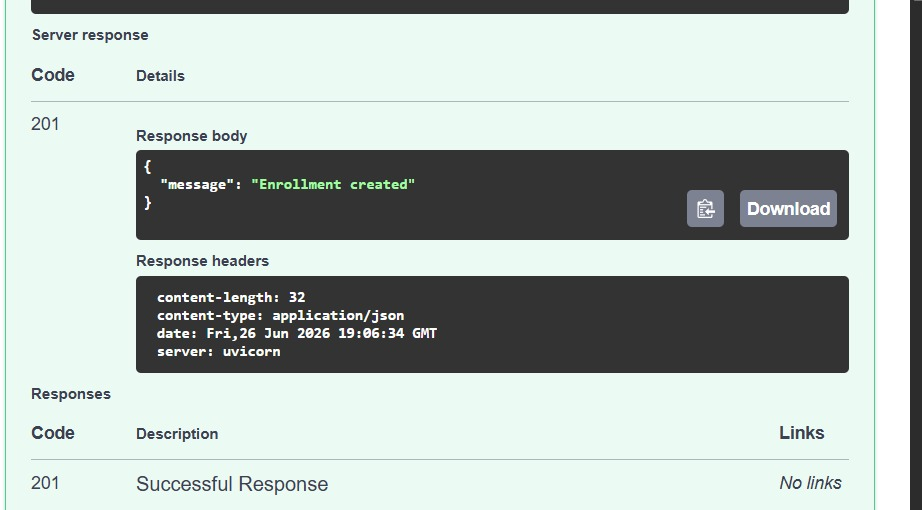 Server response
Code Details
201
Response body
{
  "message": "Enrollment created"
}
Download
Response headers
content-length: 32
content-type: application/json
date: Fri,26 Jun 2026 19:06:34 GMT
server: uvicorn
Responses
Code Description Links
201 Successful Response No links